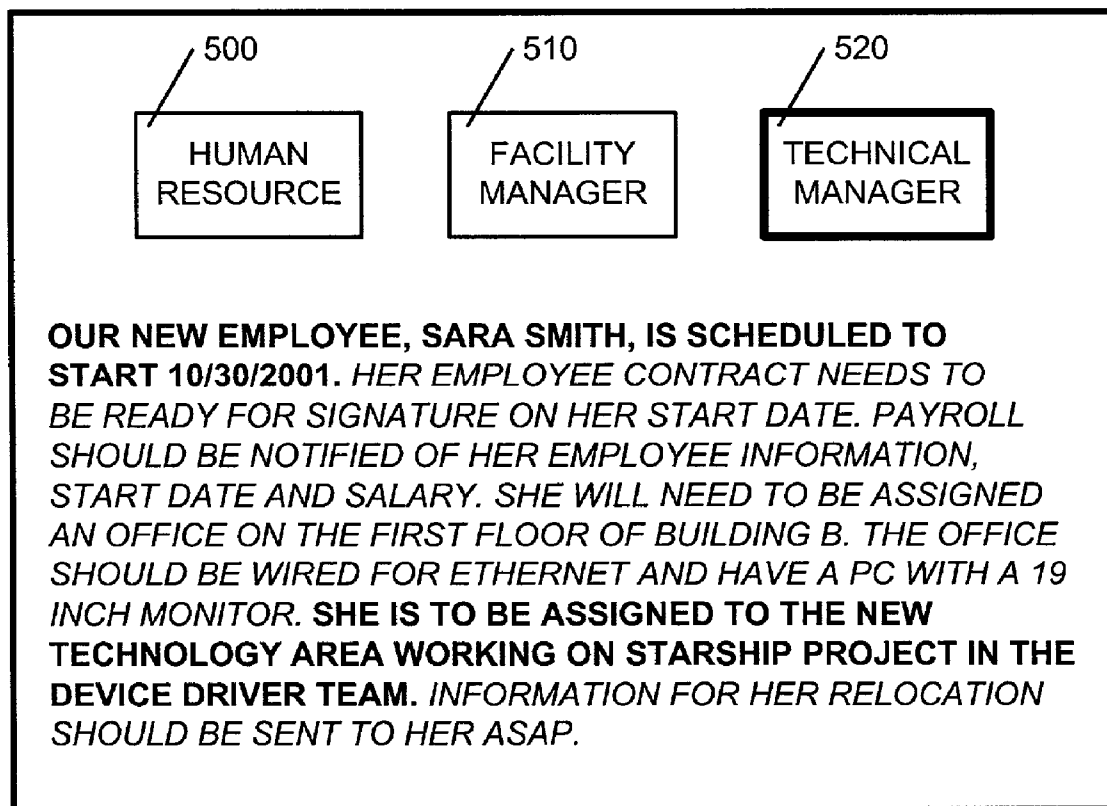 500
510
520
HUMAN
RESOURCE
FACILITY
MANAGER
TECHNICAL
MANAGER
OUR NEW EMPLOYEE, SARA SMITH, IS SCHEDULED TO
START 10/30/2001. HER EMPLOYEE CONTRACT NEEDS TO
BE READY FOR SIGNATURE ON HER START DATE. PAYROLL
SHOULD BE NOTIFIED OF HER EMPLOYEE INFORMATION,
START DATE AND SALARY. SHE WILL NEED TO BE ASSIGNED
AN OFFICE ON THE FIRST FLOOR OF BUILDING B. THE OFFICE
SHOULD BE WIRED FOR ETHERNET AND HAVE A PC WITH A 19
INCH MONITOR. SHE IS TO BE ASSIGNED TO THE NEW
TECHNOLOGY AREA WORKING ON STARSHIP PROJECT IN THE
DEVICE DRIVER TEAM. INFORMATION FOR HER RELOCATION
SHOULD BE SENT TO HER ASAP.